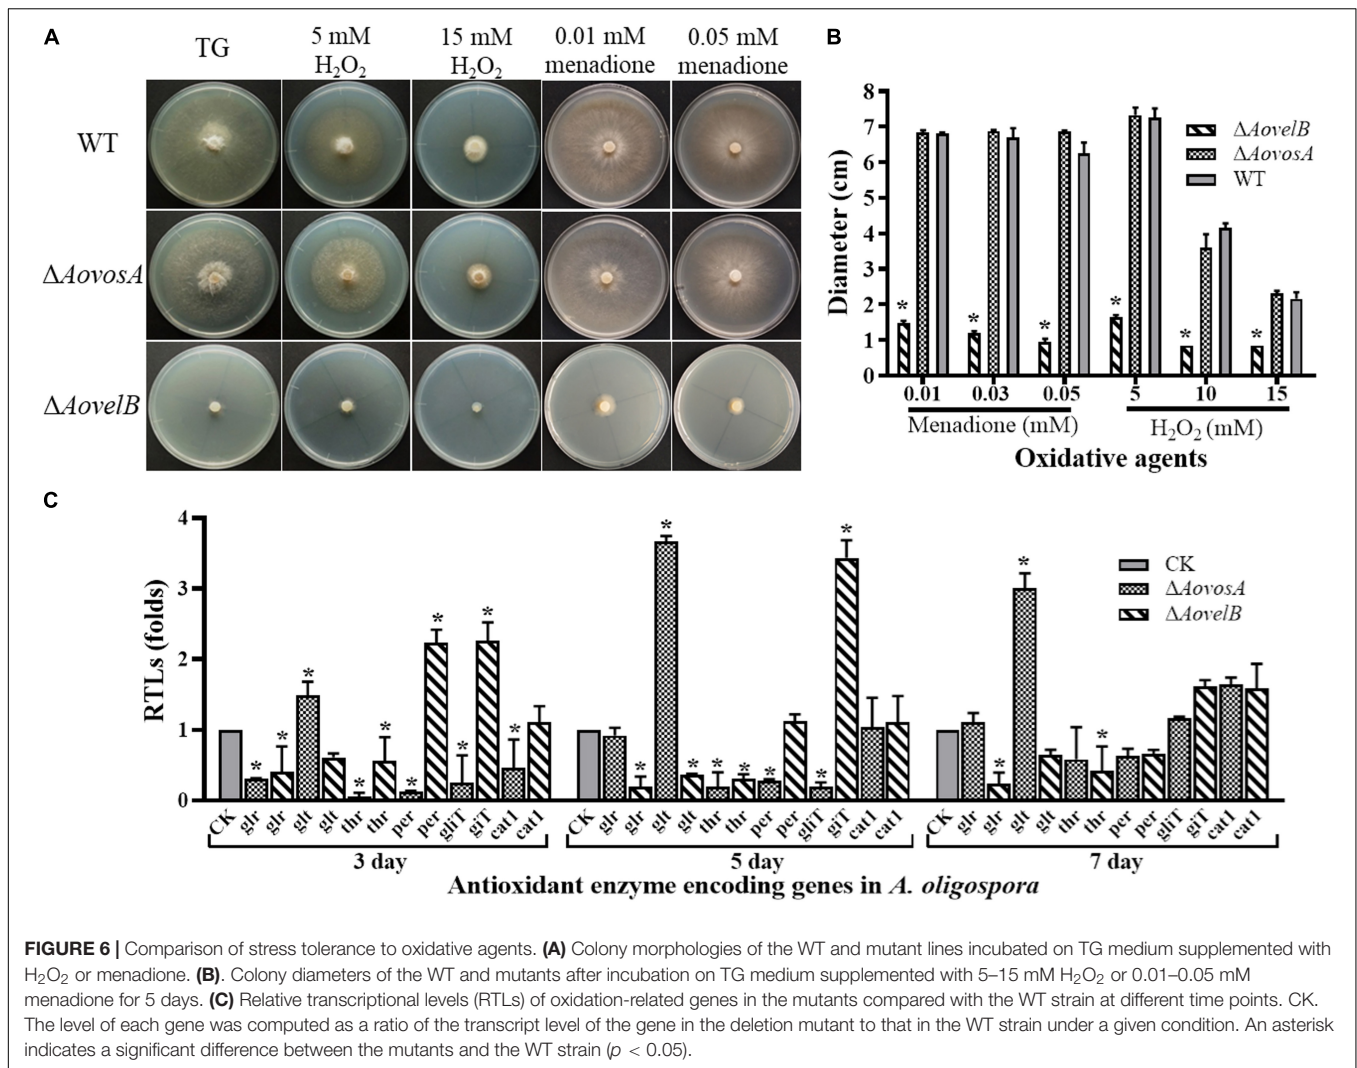 A
TG
5 mM
H₂O₂
15 mM
H₂O₂
0.01 mM
menadione
0.05 mM
menadione
WT
ΔAovosA
ΔAovelB
B
8
7
6
5
4
3
2
1
0
Diameter (cm)
ΔAovelB
ΔAovosA
WT
* * * * * *
0.01 0.03 0.05 5 10 15
Menadione (mM) H₂O₂ (mM)
Oxidative agents
C
4
3
2
1
0
RTLs (folds)
CK
ΔAovosA
ΔAovelB
* * * * * * * * * *
* * * * * * * * *
* * *
CK glr glr glt glt thr thr per per gliT giT cat1 cat1
CK glr glr glt glt thr thr per per gliT giT cat1 cat1
CK glr glr glt glt thr thr per per gliT giT cat1 cat1
3 day 5 day 7 day
Antioxidant enzyme encoding genes in A. oligospora
FIGURE 6 | Comparison of stress tolerance to oxidative agents. (A) Colony morphologies of the WT and mutant lines incubated on TG medium supplemented with
H₂O₂ or menadione. (B). Colony diameters of the WT and mutants after incubation on TG medium supplemented with 5–15 mM H₂O₂ or 0.01–0.05 mM
menadione for 5 days. (C) Relative transcriptional levels (RTLs) of oxidation-related genes in the mutants compared with the WT strain at different time points. CK.
The level of each gene was computed as a ratio of the transcript level of the gene in the deletion mutant to that in the WT strain under a given condition. An asterisk
indicates a significant difference between the mutants and the WT strain (p < 0.05).